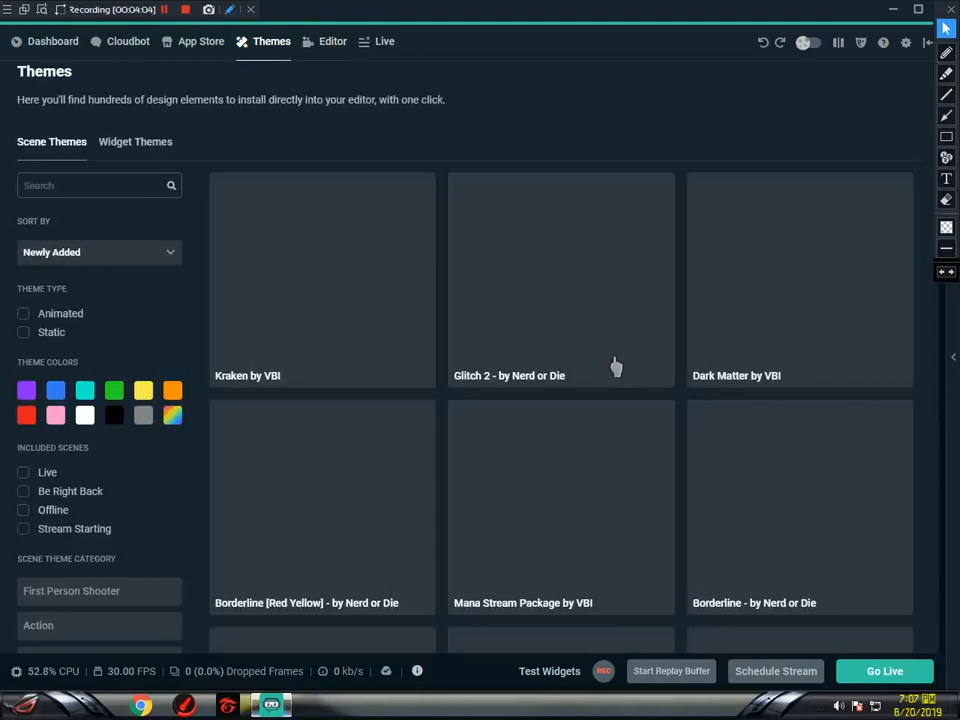 Recording [00:04:04]
Dashboard Cloudbot App Store Themes Editor Live
Themes
Here you'll find hundreds of design elements to install directly into your editor, with one click.
Scene Themes Widget Themes
Search
SORT BY
Newly Added
THEME TYPE
Animated
Static
THEME COLORS
INCLUDED SCENES
Live
Be Right Back
Offline
Stream Starting
SCENE THEME CATEGORY
First Person Shooter
Action
Kraken by VBI
Glitch 2 - by Nerd or Die
Dark Matter by VBI
Borderline [Red Yellow] - by Nerd or Die
Mana Stream Package by VBI
Borderline - by Nerd or Die
52.8% CPU 30.00 FPS 0 (0.0%) Dropped Frames 0 kb/s
Test Widgets REC Start Replay Buffer Schedule Stream Go Live
7:07 PM
8/20/2019